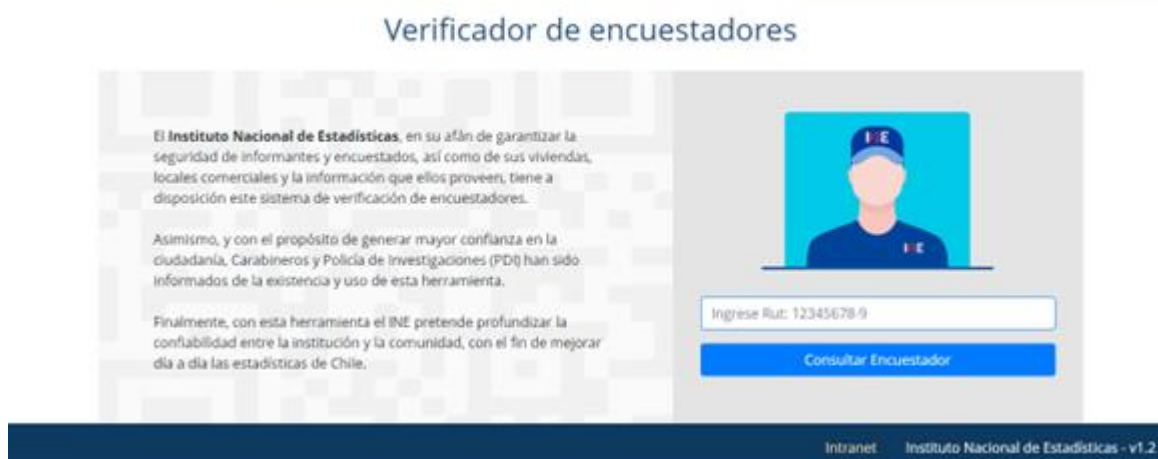 Verificador de encuestadores
El Instituto Nacional de Estadísticas, en su afán de garantizar la
seguridad de informantes y encuestados, así como de sus viviendas,
locales comerciales y la información que ellos proveen, tiene a
disposición este sistema de verificación de encuestadores.
Asimismo, y con el propósito de generar mayor confianza en la
ciudadanía, Carabineros y Policía de Investigaciones (PDI) han sido
informados de la existencia y uso de esta herramienta.
Finalmente, con esta herramienta el INE pretende profundizar la
confiabilidad entre la institución y la comunidad, con el fin de mejorar
día a día las estadísticas de Chile.
INE
INE
Ingrese Rut: 12345678-9
Consultar Encuestador
Intranet Instituto Nacional de Estadísticas - v1.2